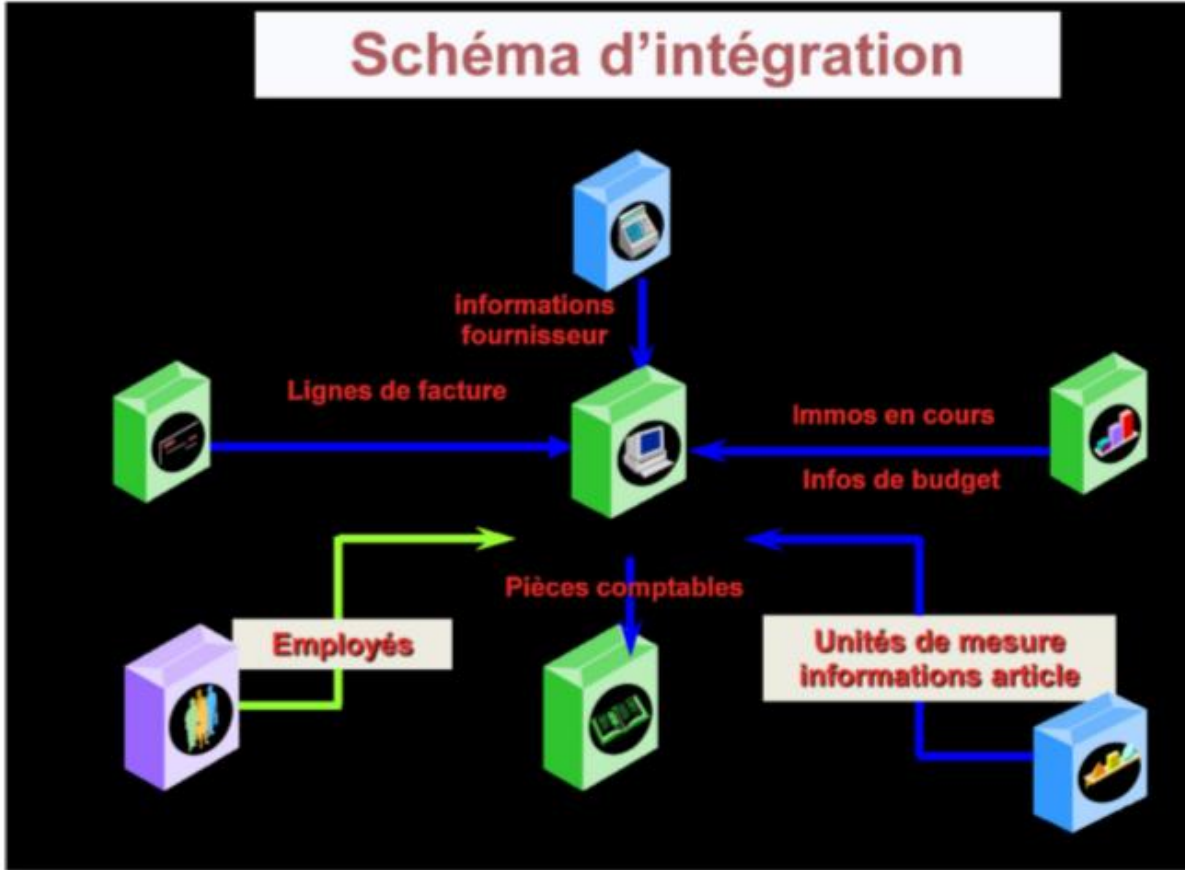 Schéma d'intégration
informations
fournisseur
Lignes de facture
Immos en cours
Infos de budget
Pièces comptables
Employés
Unités de mesure
informations article